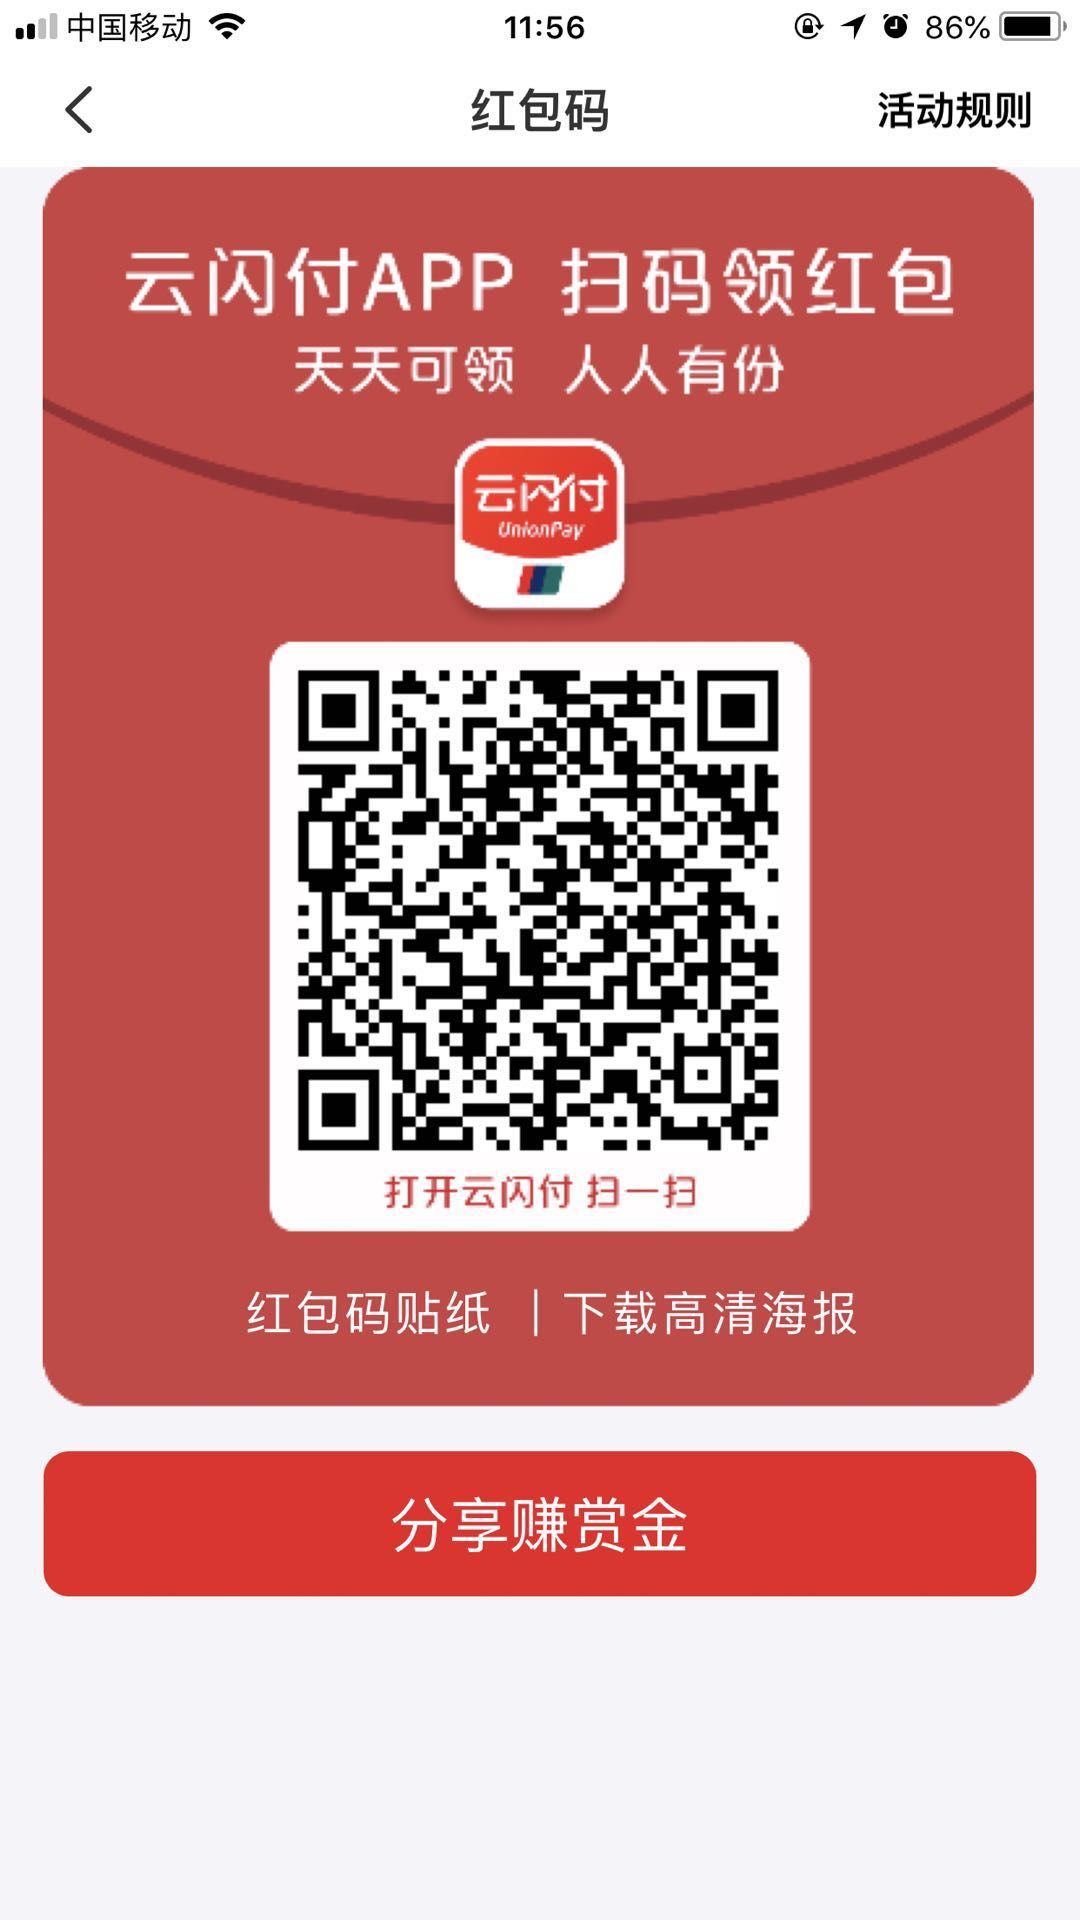 中国移动 11:56 86%
红包码 活动规则
云闪付APP 扫码领红包
天天可领 人人有份
云闪付
UnionPay
打开云闪付 扫一扫
红包码贴纸 | 下载高清海报
分享赚赏金